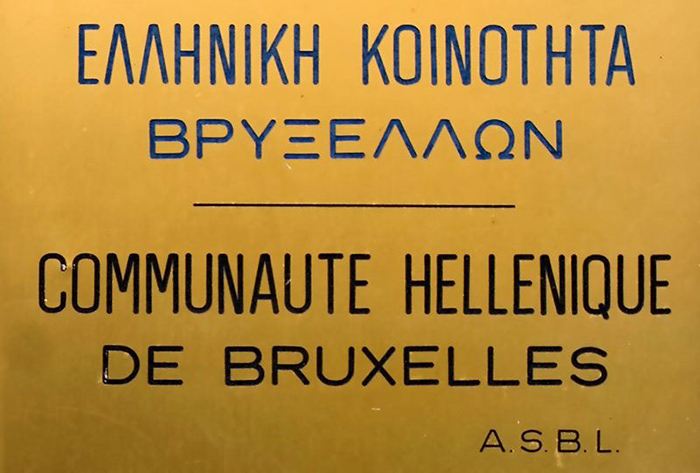 ΕΛΛΗΝΙΚΗ ΚΟΙΝΟΤΗΤΑ
ΒΡΥΞΕΛΛΩΝ
COMMUNAUTE HELLENIQUE
DE BRUXELLES
A.S.B.L.